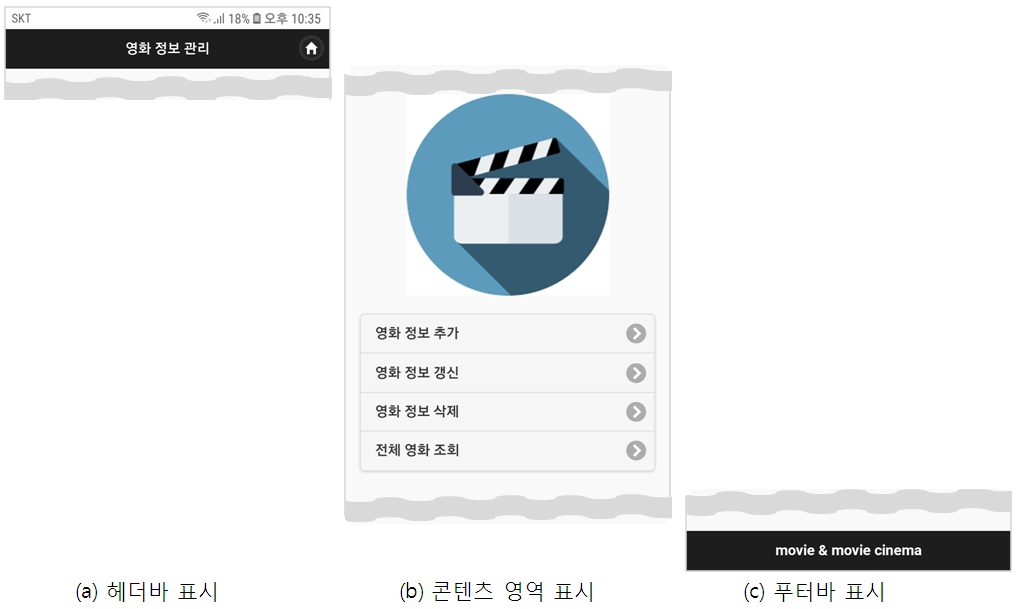 SKT 18% 오후 10:35
영화 정보 관리
영화 정보 추가
영화 정보 갱신
영화 정보 삭제
전체 영화 조회
movie & movie cinema
(a) 헤더바 표시 (b) 콘텐츠 영역 표시 (c) 푸터바 표시